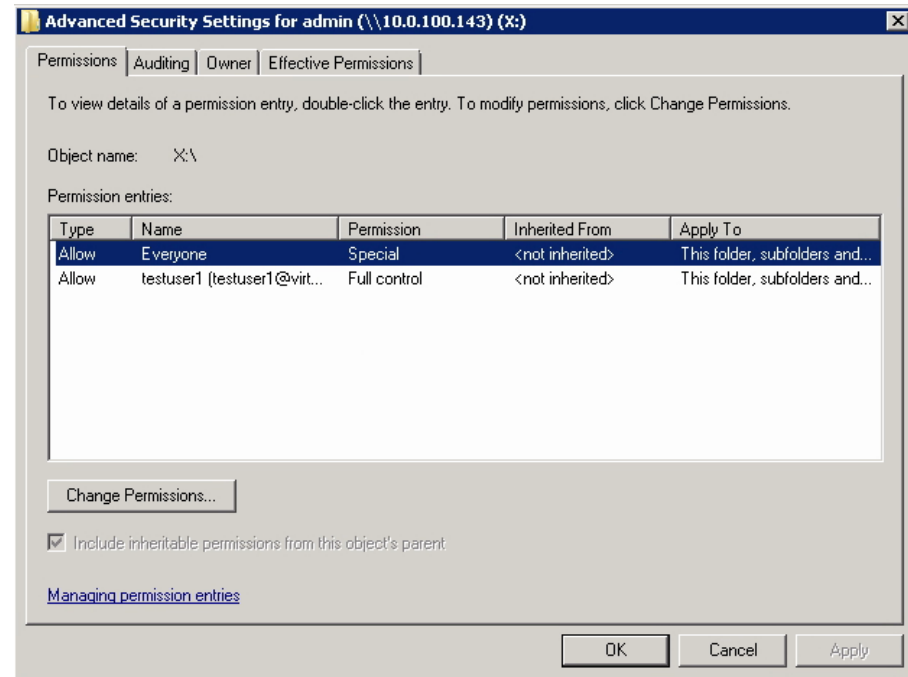 Advanced Security Settings for admin (\\10.0.100.143) (X:)
Permissions Auditing Owner Effective Permissions
To view details of a permission entry, double-click the entry. To modify permissions, click Change Permissions.
Object name: X:\
Permission entries:
Type Name Permission Inherited From Apply To
Allow Everyone Special <not inherited> This folder, subfolders and...
Allow testuser1 (testuser1@virt... Full control <not inherited> This folder, subfolders and...
Change Permissions...
Include inheritable permissions from this object's parent
Managing permission entries
OK Cancel Apply